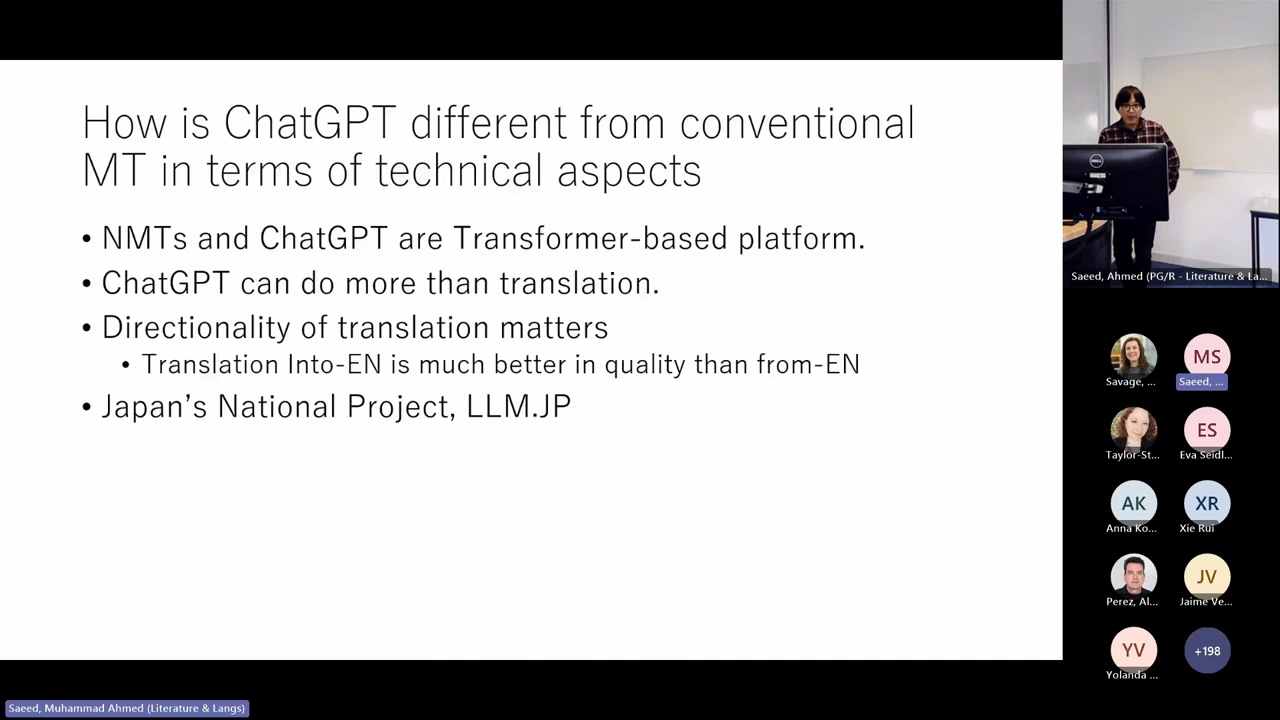 How is ChatGPT different from conventional
MT in terms of technical aspects
• NMTs and ChatGPT are Transformer-based platform.
• ChatGPT can do more than translation.
• Directionality of translation matters
• Translation Into-EN is much better in quality than from-EN
• Japan's National Project, LLM.JP
DELL
Saeed, Ahmed (PG/R - Literature & La...
MS
Savage, ...
Saeed, ...
ES
Taylor-St...
Eva Seidl...
AK
XR
Anna Ko...
Xie Rui
JV
Perez, Al...
Jaime Ve...
YV
+198
Yolanda ...
Saeed, Muhammad Ahmed (Literature & Langs)